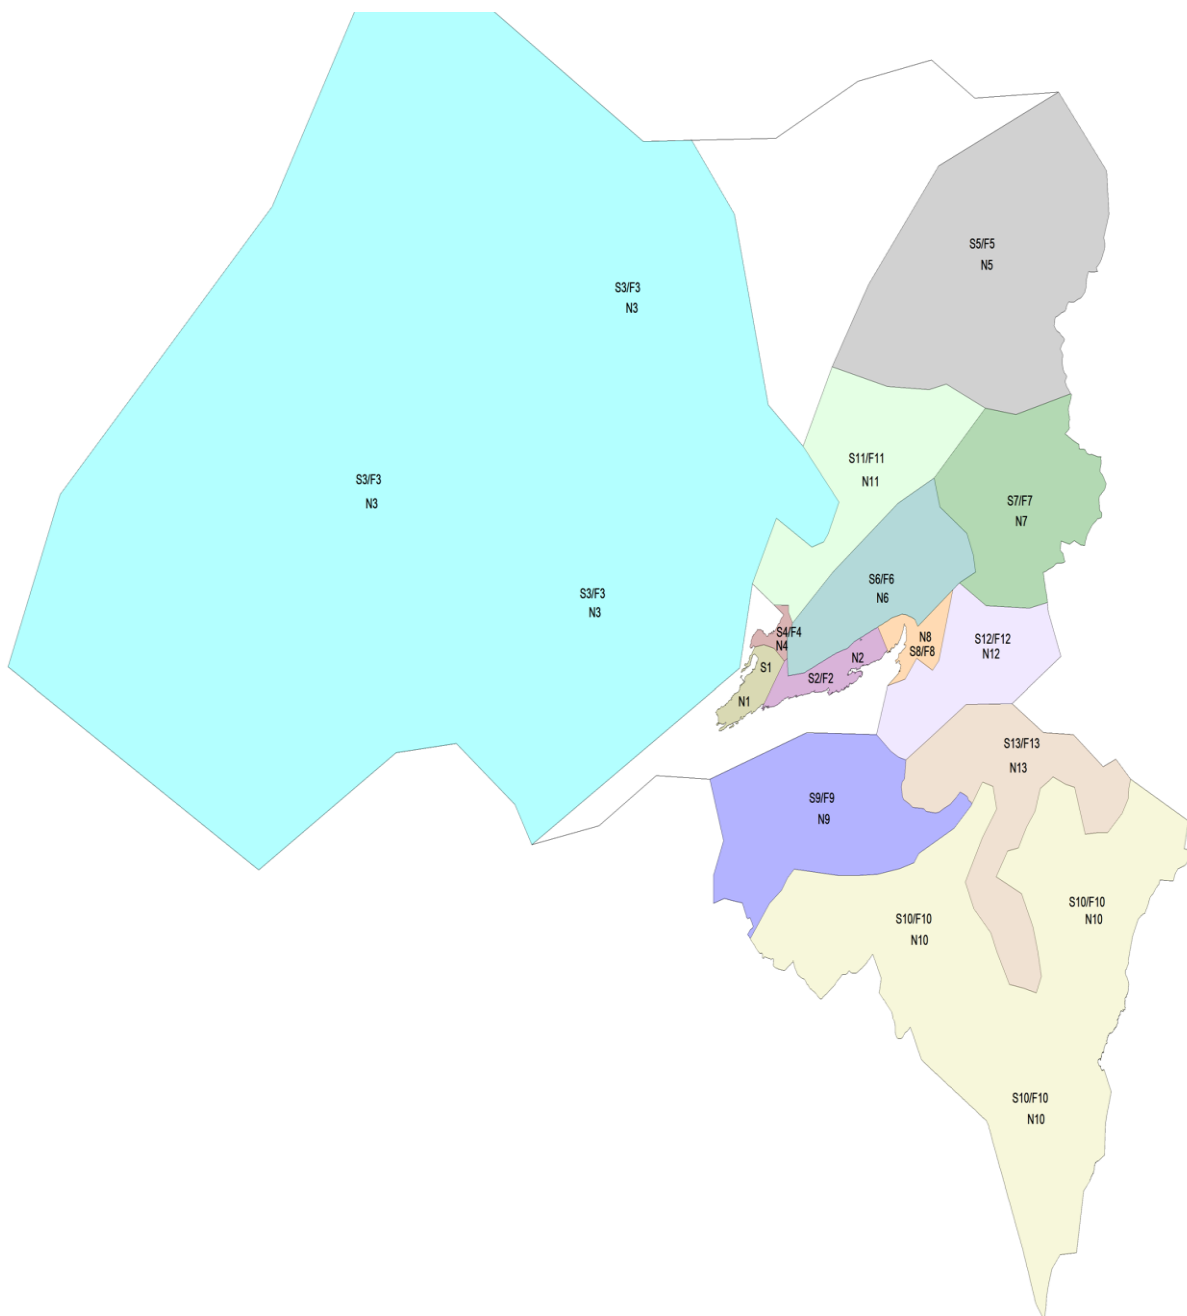 S5/F5
N5
S3/F3
N3
S11/F11
N11
S3/F3
N3
S7/F7
N7
S6/F6
N6
S3/F3
N3
S4/F4
N4
N8
S8/F8
S12/F12
N12
S1
N1
N2
S2/F2
S13/F13
N13
S9/F9
N9
S10/F10
N10
S10/F10
N10
S10/F10
N10